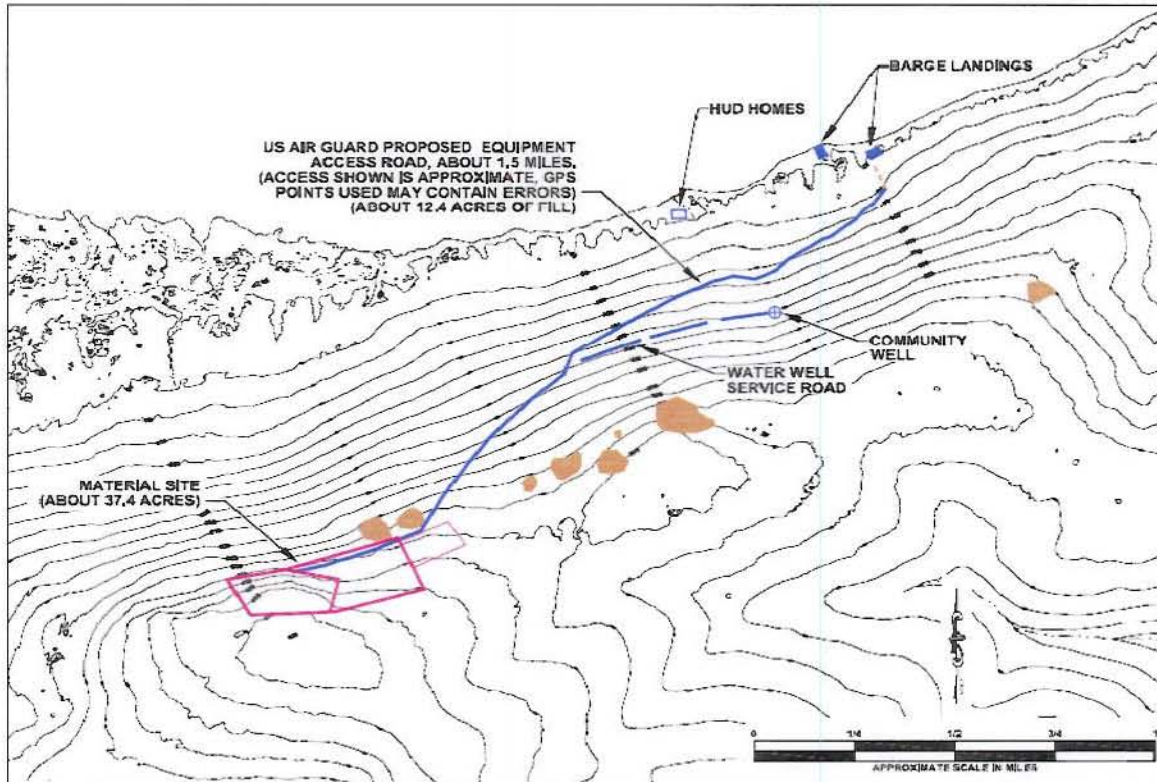 BARGE LANDINGS
HUD HOMES
US AIR GUARD PROPOSED EQUIPMENT
ACCESS ROAD, ABOUT 1.5 MILES.
(ACCESS SHOWN IS APPROXIMATE, GPS
POINTS USED MAY CONTAIN ERRORS)
(ABOUT 12.4 ACRES OF FILL)
COMMUNITY
WELL
WATER WELL
SERVICE ROAD
MATERIAL SITE
(ABOUT 37.4 ACRES)
0 1/4 1/2 3/4
APPROXIMATE SCALE IN MILES